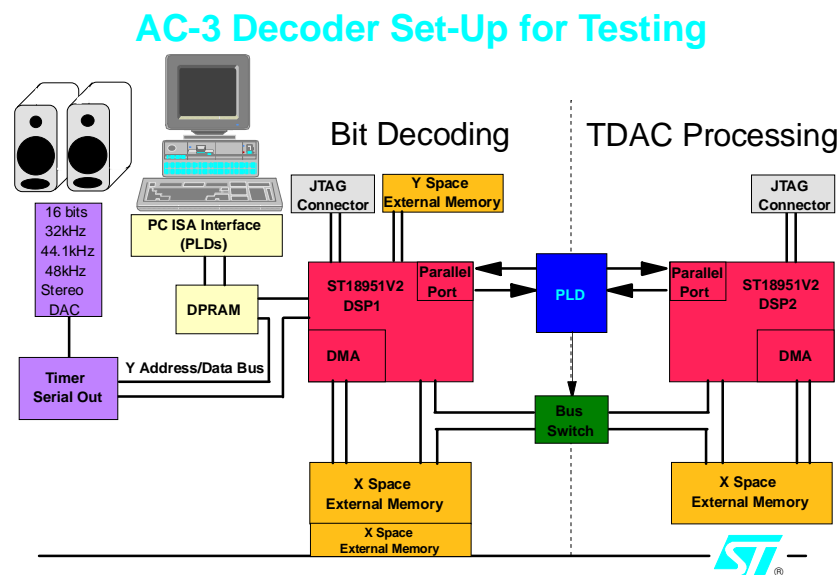 AC-3 Decoder Set-Up for Testing
Bit Decoding
TDAC Processing
16 bits
32kHz
44.1kHz
48kHz
Stereo
DAC
PC ISA Interface
(PLDs)
JTAG
Connector
Y Space
External Memory
JTAG
Connector
DPRAM
ST18951V2
DSP1
Parallel
Port
PLD
Parallel
Port
ST18951V2
DSP2
DMA
DMA
Timer
Serial Out
Y Address/Data Bus
Bus
Switch
X Space
External Memory
X Space
External Memory
X Space
External Memory
ST
®